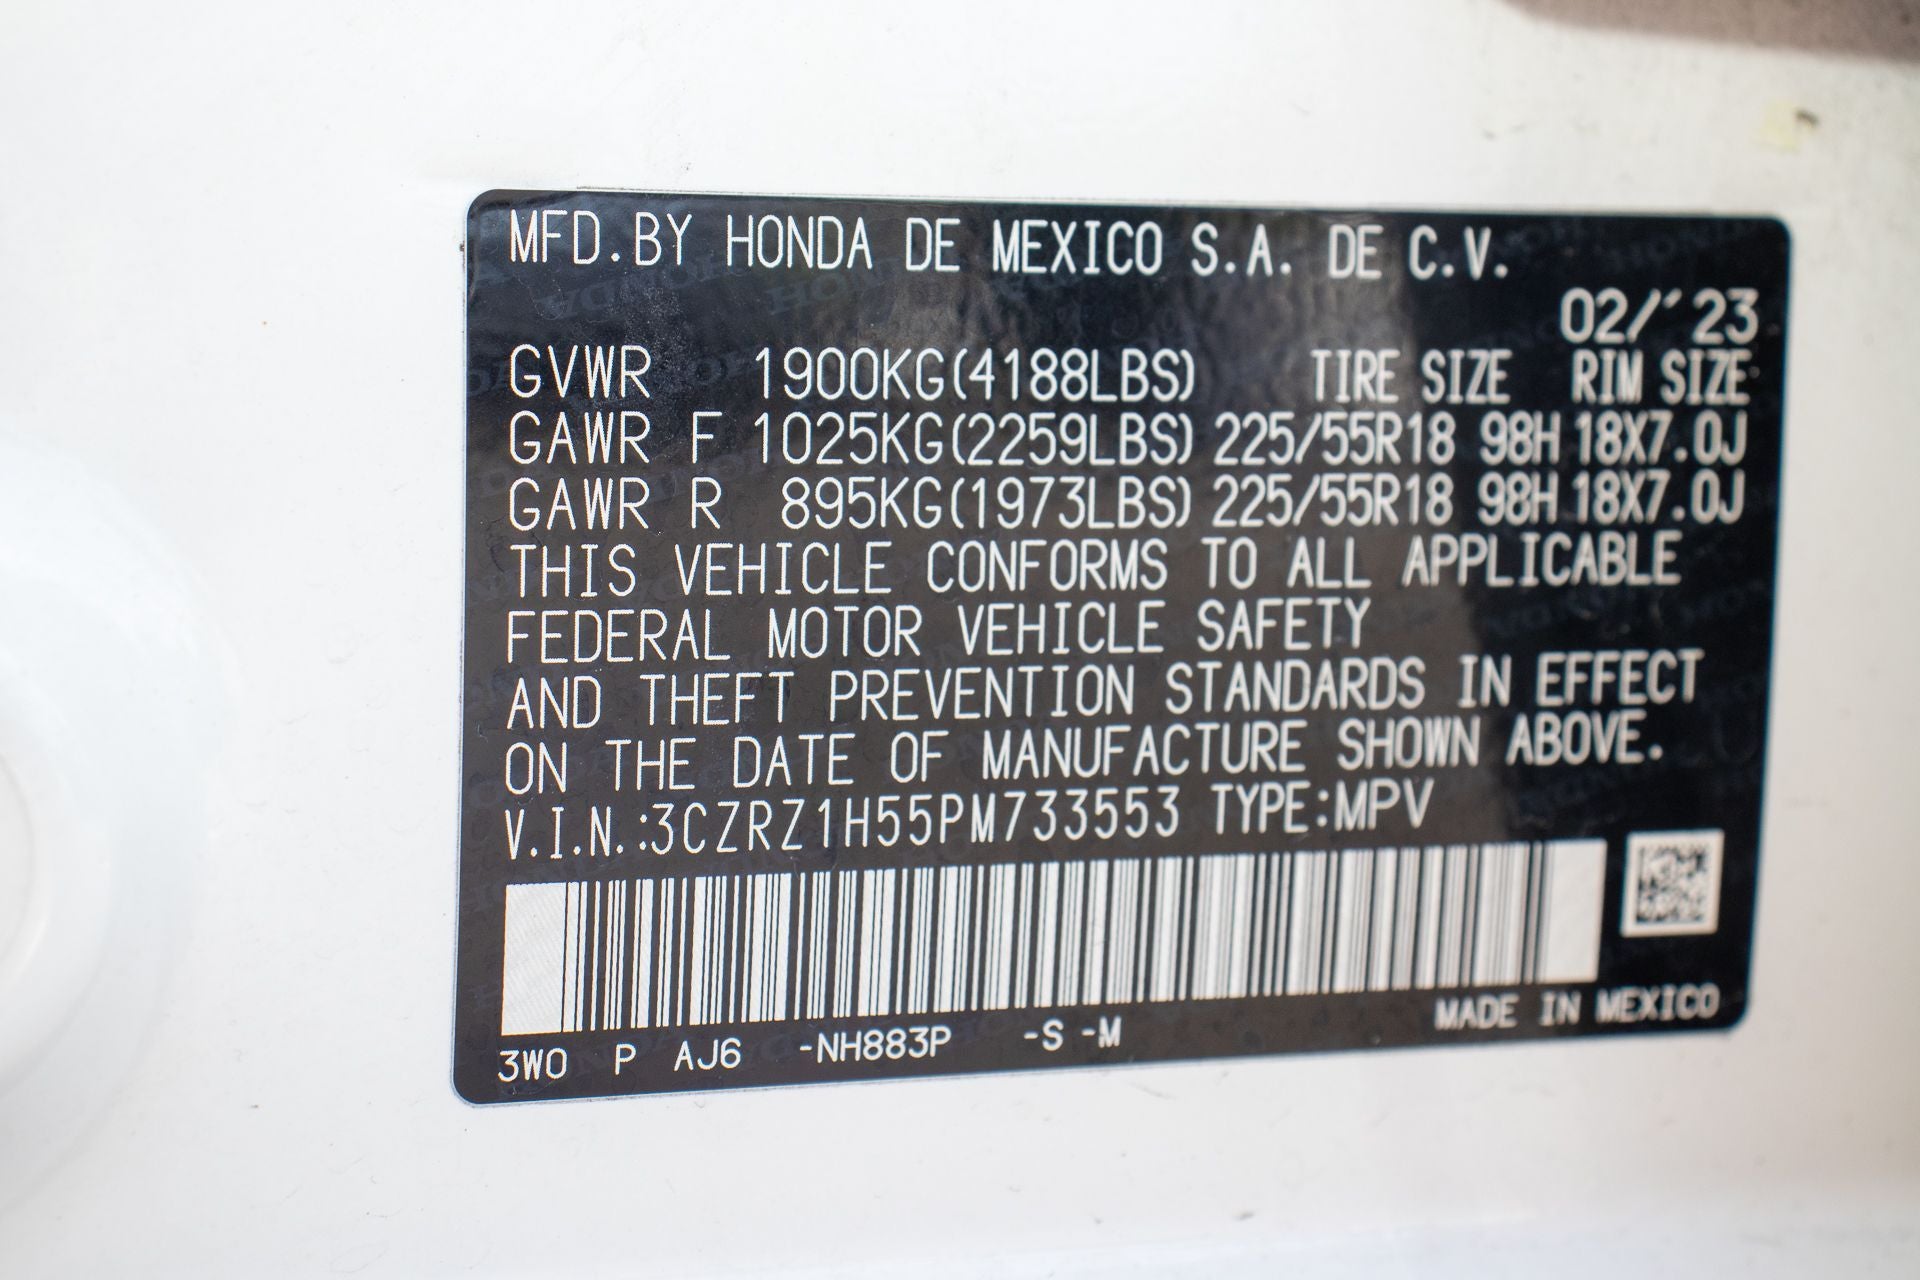 MFD.BY HONDA DE MEXICO S.A. DE C.V.
02/'23
GVWR 1900KG(4188LBS) TIRE SIZE RIM SIZE
GAWR F 1025KG(2259LBS) 225/55R18 98H 18X7.0J
GAWR R 895KG(1973LBS) 225/55R18 98H 18X7.0J
THIS VEHICLE CONFORMS TO ALL APPLICABLE
FEDERAL MOTOR VEHICLE SAFETY
AND THEFT PREVENTION STANDARDS IN EFFECT
ON THE DATE OF MANUFACTURE SHOWN ABOVE.
V.I.N.:3CZRZ1H55PM733553 TYPE:MPV
MADE IN MEXICO
3W0 P AJ6 -NH883P -S -M